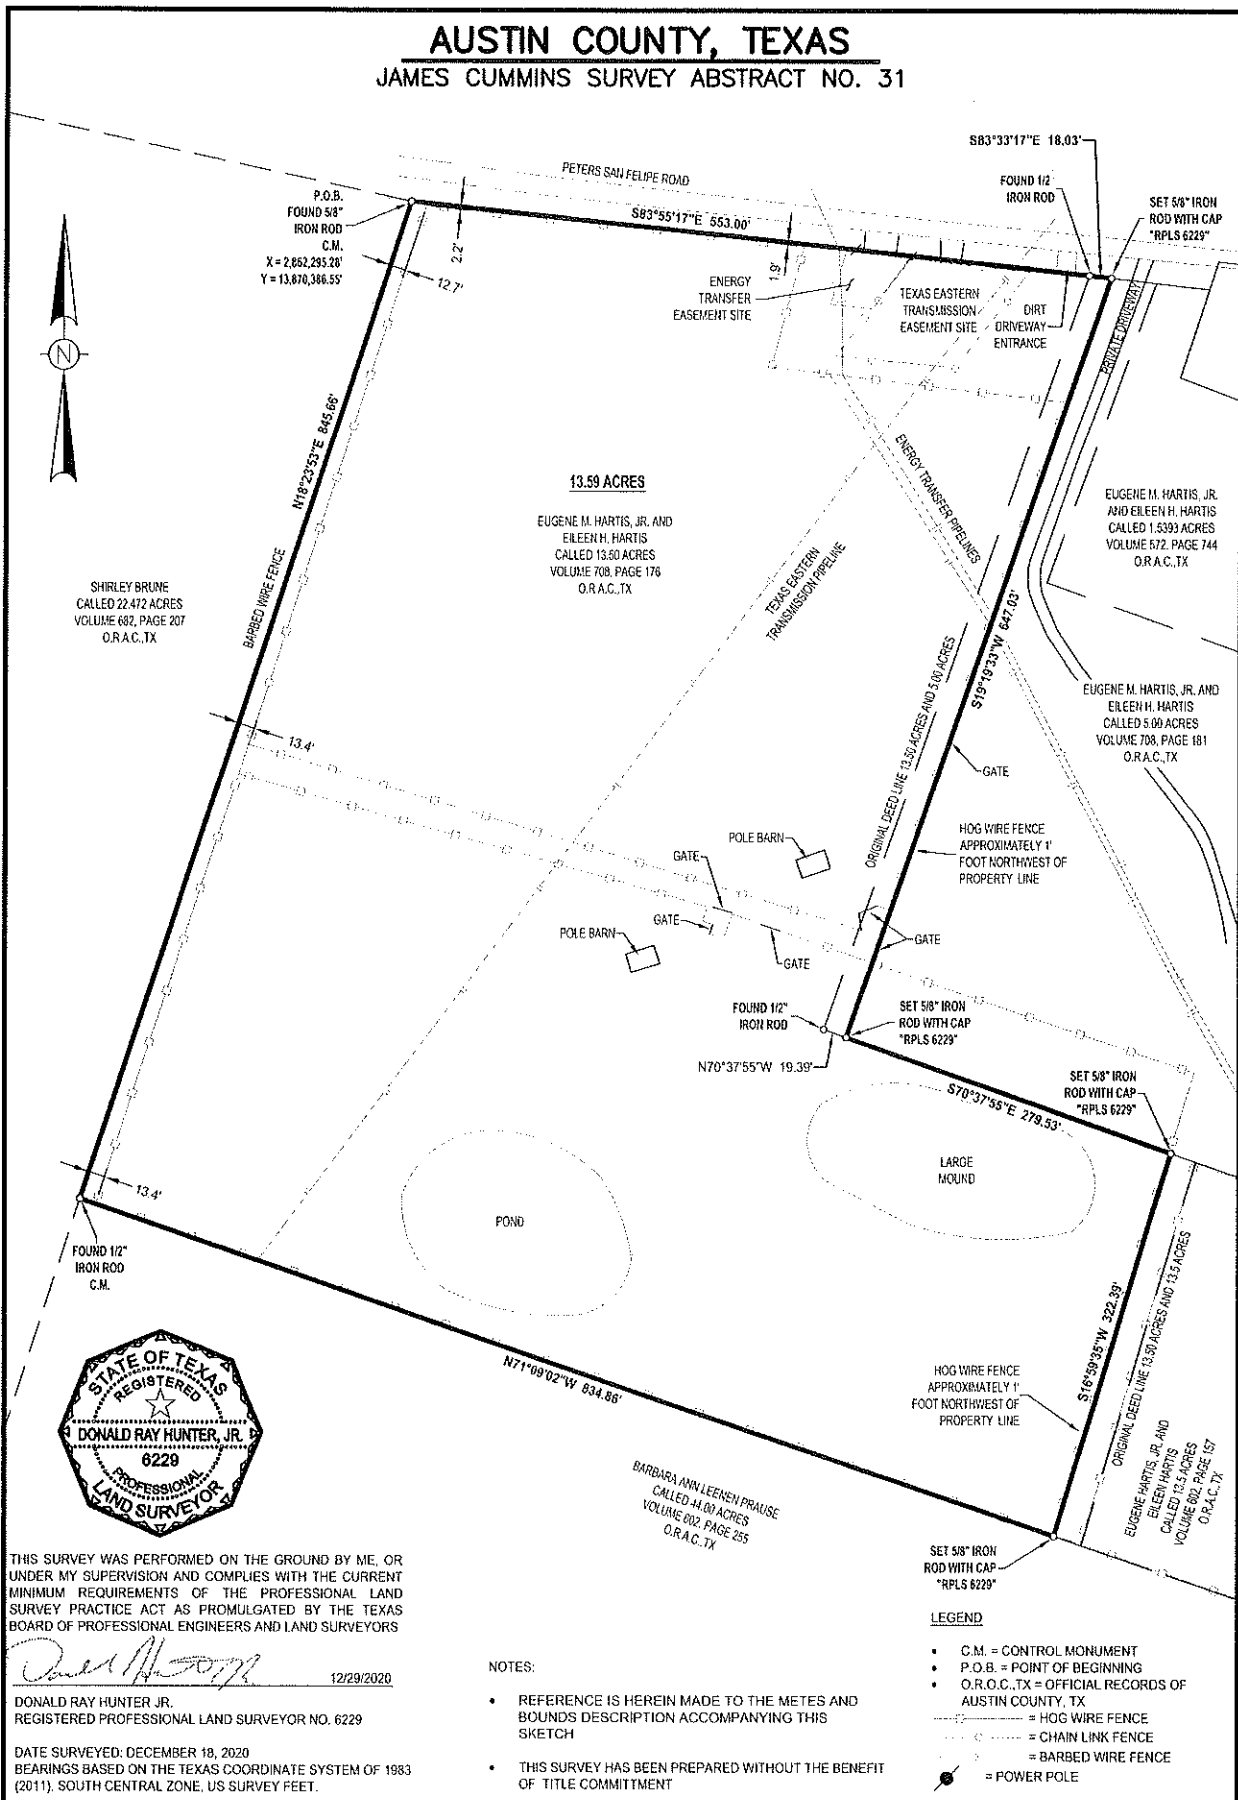 AUSTIN COUNTY, TEXAS
JAMES CUMMINS SURVEY ABSTRACT NO. 31
S83°33'17"E 18.03'
PETERS SAN FELIPE ROAD
P.O.B.
FOUND 5/8"
IRON ROD
C.M.
X = 2,852,295.28'
Y = 13,870,386.55'
FOUND 1/2
IRON ROD
SET 5/8" IRON
ROD WITH CAP
"RPLS 6229"
S83°55'17"E 553.00'
2.2'
12.7'
1.9'
ENERGY
TRANSFER
EASEMENT SITE
TEXAS EASTERN
TRANSMISSION
EASEMENT SITE
DIRT
DRIVEWAY
ENTRANCE
PRIVATE DRIVEWAY
N
N18°23'53"E 845.66'
BARBED WIRE FENCE
13.59 ACRES
EUGENE M. HARTIS, JR. AND
EILEEN H. HARTIS
CALLED 13.50 ACRES
VOLUME 708, PAGE 176
O.R.A.C.,TX
ENERGY TRANSFER PIPELINES
TEXAS EASTERN
TRANSMISSION PIPELINE
EUGENE M. HARTIS, JR.
AND EILEEN H. HARTIS
CALLED 1.5393 ACRES
VOLUME 572, PAGE 744
O.R.A.C.,TX
SHIRLEY BRUNE
CALLED 22.472 ACRES
VOLUME 682, PAGE 207
O.R.A.C.,TX
S19°19'33"W 647.03'
ORIGINAL DEED LINE 13.50 ACRES AND 5.00 ACRES
EUGENE M. HARTIS, JR. AND
EILEEN H. HARTIS
CALLED 5.00 ACRES
VOLUME 708, PAGE 181
O.R.A.C.,TX
13.4'
GATE
HOG WIRE FENCE
APPROXIMATELY 1'
FOOT NORTHWEST OF
PROPERTY LINE
POLE BARN
GATE
GATE
POLE BARN
GATE
GATE
FOUND 1/2"
IRON ROD
SET 5/8" IRON
ROD WITH CAP
"RPLS 6229"
N70°37'55"W 19.39'
SET 5/8" IRON
ROD WITH CAP
"RPLS 6229"
S70°37'55"E 279.53'
LARGE
MOUND
13.4'
POND
FOUND 1/2"
IRON ROD
C.M.
S16°59'35"W 322.39'
ORIGINAL DEED LINE 13.50 ACRES AND 13.5 ACRES
N71°09'02"W 834.86'
HOG WIRE FENCE
APPROXIMATELY 1'
FOOT NORTHWEST OF
PROPERTY LINE
EUGENE HARTIS, JR. AND
EILEEN HARTIS
CALLED 13.5 ACRES
VOLUME 602, PAGE 157
O.R.A.C.,TX
BARBARA ANN LEENEN PRAUSE
CALLED 44.00 ACRES
VOLUME 602, PAGE 255
O.R.A.C.,TX
STATE OF TEXAS
REGISTERED
DONALD RAY HUNTER, JR.
6229
PROFESSIONAL
LAND SURVEYOR
SET 5/8" IRON
ROD WITH CAP
"RPLS 6229"
THIS SURVEY WAS PERFORMED ON THE GROUND BY ME, OR
UNDER MY SUPERVISION AND COMPLIES WITH THE CURRENT
MINIMUM REQUIREMENTS OF THE PROFESSIONAL LAND
SURVEY PRACTICE ACT AS PROMULGATED BY THE TEXAS
BOARD OF PROFESSIONAL ENGINEERS AND LAND SURVEYORS
12/29/2020
DONALD RAY HUNTER JR.
REGISTERED PROFESSIONAL LAND SURVEYOR NO. 6229
DATE SURVEYED: DECEMBER 18, 2020
BEARINGS BASED ON THE TEXAS COORDINATE SYSTEM OF 1983
(2011), SOUTH CENTRAL ZONE, US SURVEY FEET.
NOTES:
• REFERENCE IS HEREIN MADE TO THE METES AND
BOUNDS DESCRIPTION ACCOMPANYING THIS
SKETCH
• THIS SURVEY HAS BEEN PREPARED WITHOUT THE BENEFIT
OF TITLE COMMITTMENT
LEGEND
• C.M. = CONTROL MONUMENT
• P.O.B. = POINT OF BEGINNING
• O.R.O.C.,TX = OFFICIAL RECORDS OF
AUSTIN COUNTY, TX
= HOG WIRE FENCE
= CHAIN LINK FENCE
= BARBED WIRE FENCE
= POWER POLE